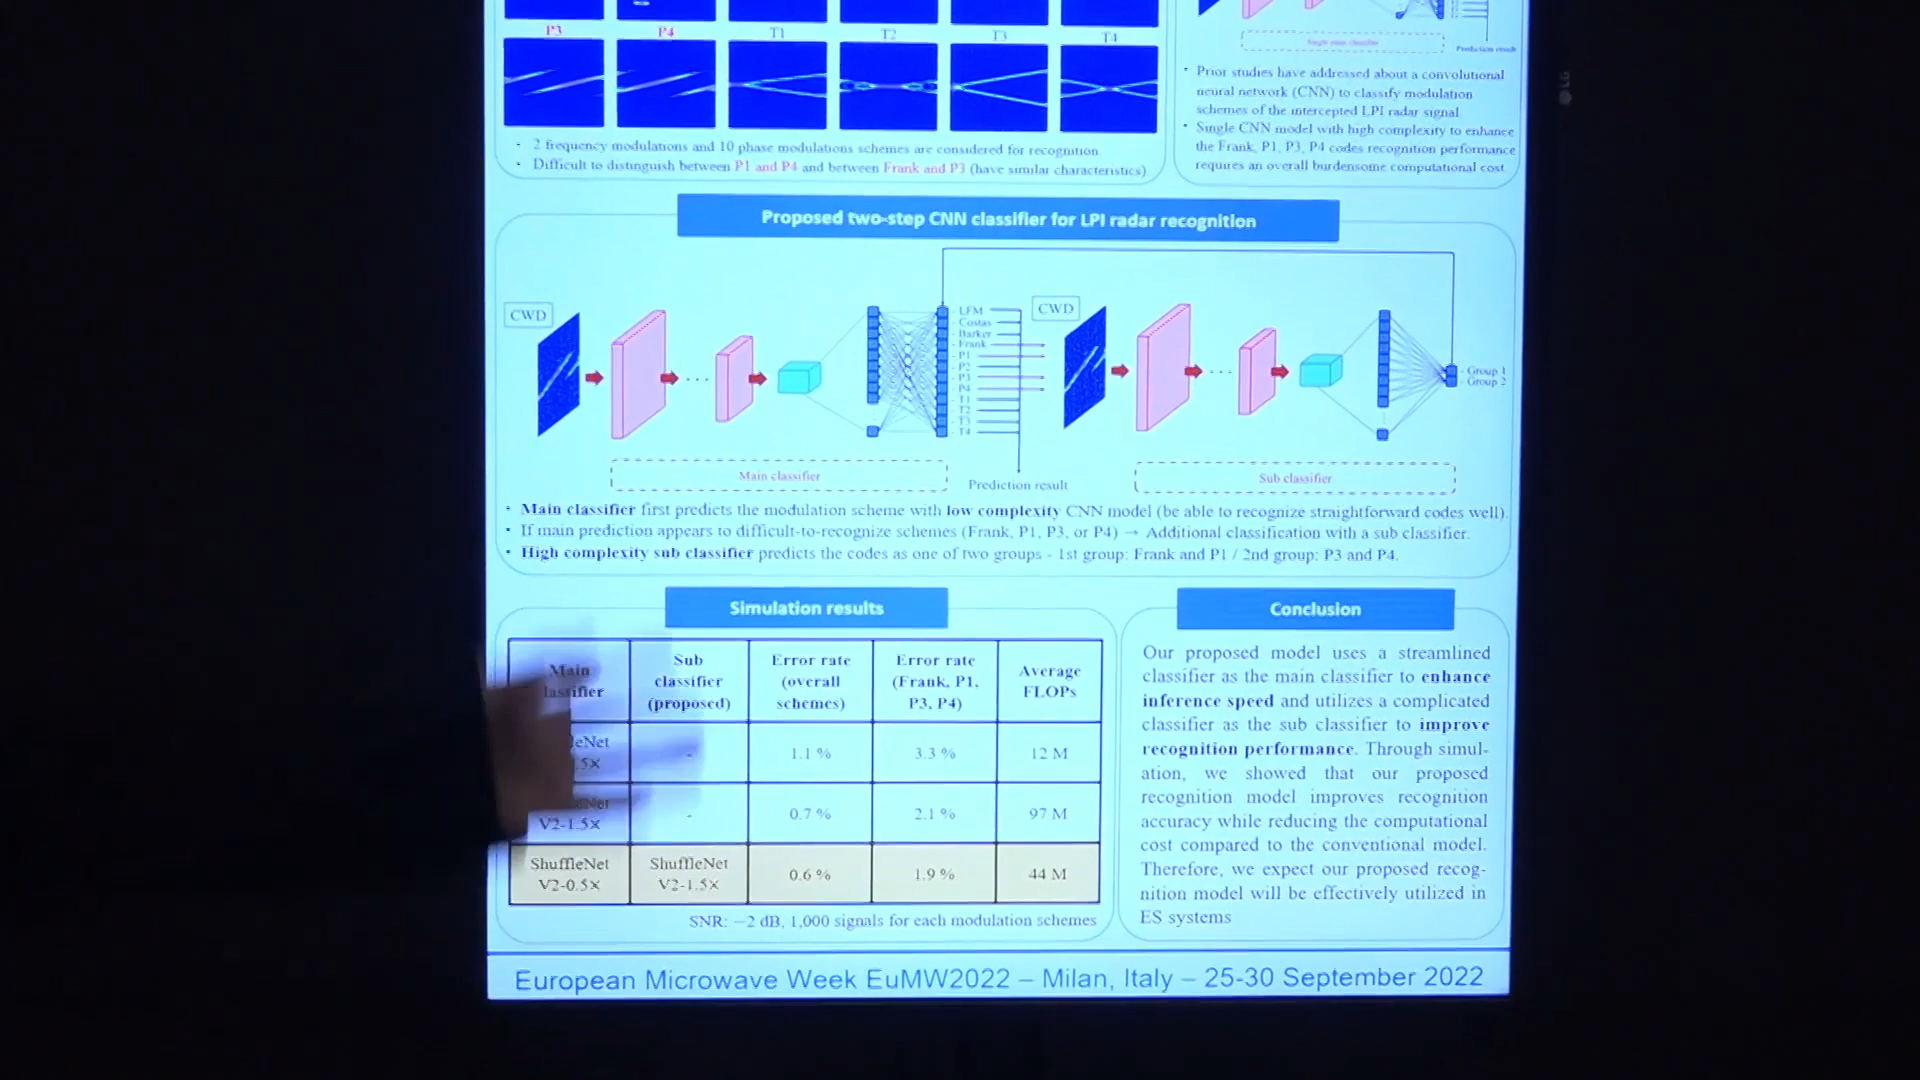 P3 P4 T1 T2 T3 T4
- 2 frequency modulations and 10 phase modulations schemes are considered for recognition.
- Difficult to distinguish between P1 and P4 and between Frank and P3 (have similar characteristics).
Single main classifier
Prediction result
• Prior studies have addressed about a convolutional
neural network (CNN) to classify modulation
schemes of the intercepted LPI radar signal.
• Single CNN model with high complexity to enhance
the Frank, P1, P3, P4 codes recognition performance
requires an overall burdensome computational cost.
Proposed two-step CNN classifier for LPI radar recognition
CWD
LFM
Costas
Barker
Frank
P1
P2
P3
P4
T1
T2
T3
T4
Main classifier
Prediction result
CWD
Group 1
Group 2
Sub classifier
• Main classifier first predicts the modulation scheme with low complexity CNN model (be able to recognize straightforward codes well).
• If main prediction appears to difficult-to-recognize schemes (Frank, P1, P3, or P4) → Additional classification with a sub classifier.
• High complexity sub classifier predicts the codes as one of two groups - 1st group: Frank and P1 / 2nd group: P3 and P4.
Simulation results
Main
lassifier
Sub
classifier
(proposed)
Error rate
(overall
schemes)
Error rate
(Frank, P1,
P3, P4)
Average
FLOPs
leNet
.5×
- 1.1 % 3.3 % 12 M
leNet
V2-1.5×
- 0.7 % 2.1 % 97 M
ShuffleNet
V2-0.5×
ShuffleNet
V2-1.5×
0.6 % 1.9 % 44 M
SNR: −2 dB, 1,000 signals for each modulation schemes
Conclusion
Our proposed model uses a streamlined
classifier as the main classifier to enhance
inference speed and utilizes a complicated
classifier as the sub classifier to improve
recognition performance. Through simul-
ation, we showed that our proposed
recognition model improves recognition
accuracy while reducing the computational
cost compared to the conventional model.
Therefore, we expect our proposed recog-
nition model will be effectively utilized in
ES systems
European Microwave Week EuMW2022 – Milan, Italy – 25-30 September 2022